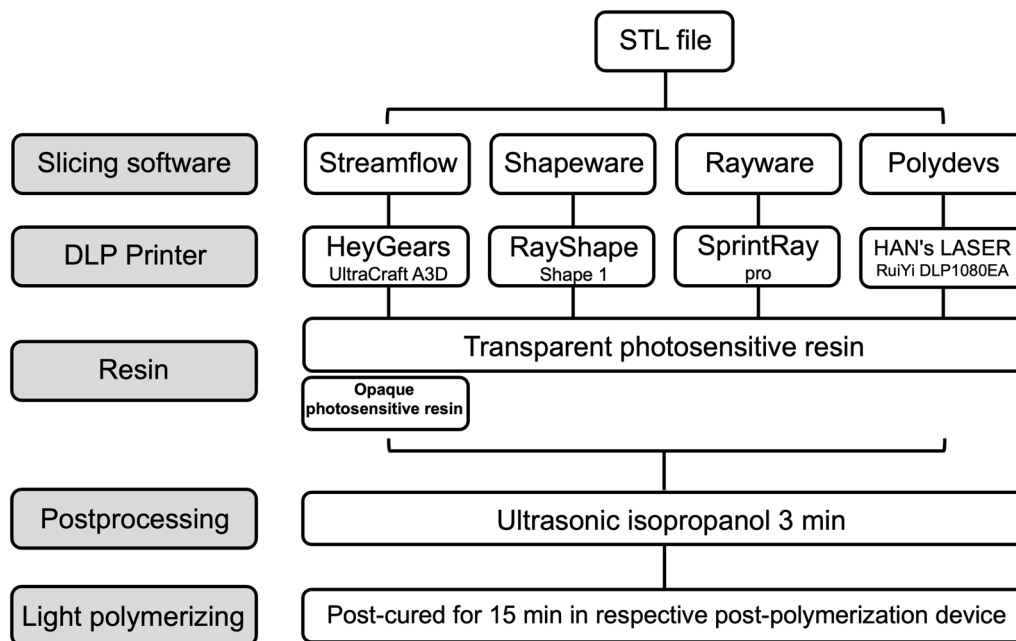 STL file
Slicing software
Streamflow
Shapeware
Rayware
Polydevs
DLP Printer
HeyGears
UltraCraft A3D
RayShape
Shape 1
SprintRay
pro
HAN's LASER
RuiYi DLP1080EA
Resin
Transparent photosensitive resin
Opaque
photosensitive resin
Postprocessing
Ultrasonic isopropanol 3 min
Light polymerizing
Post-cured for 15 min in respective post-polymerization device